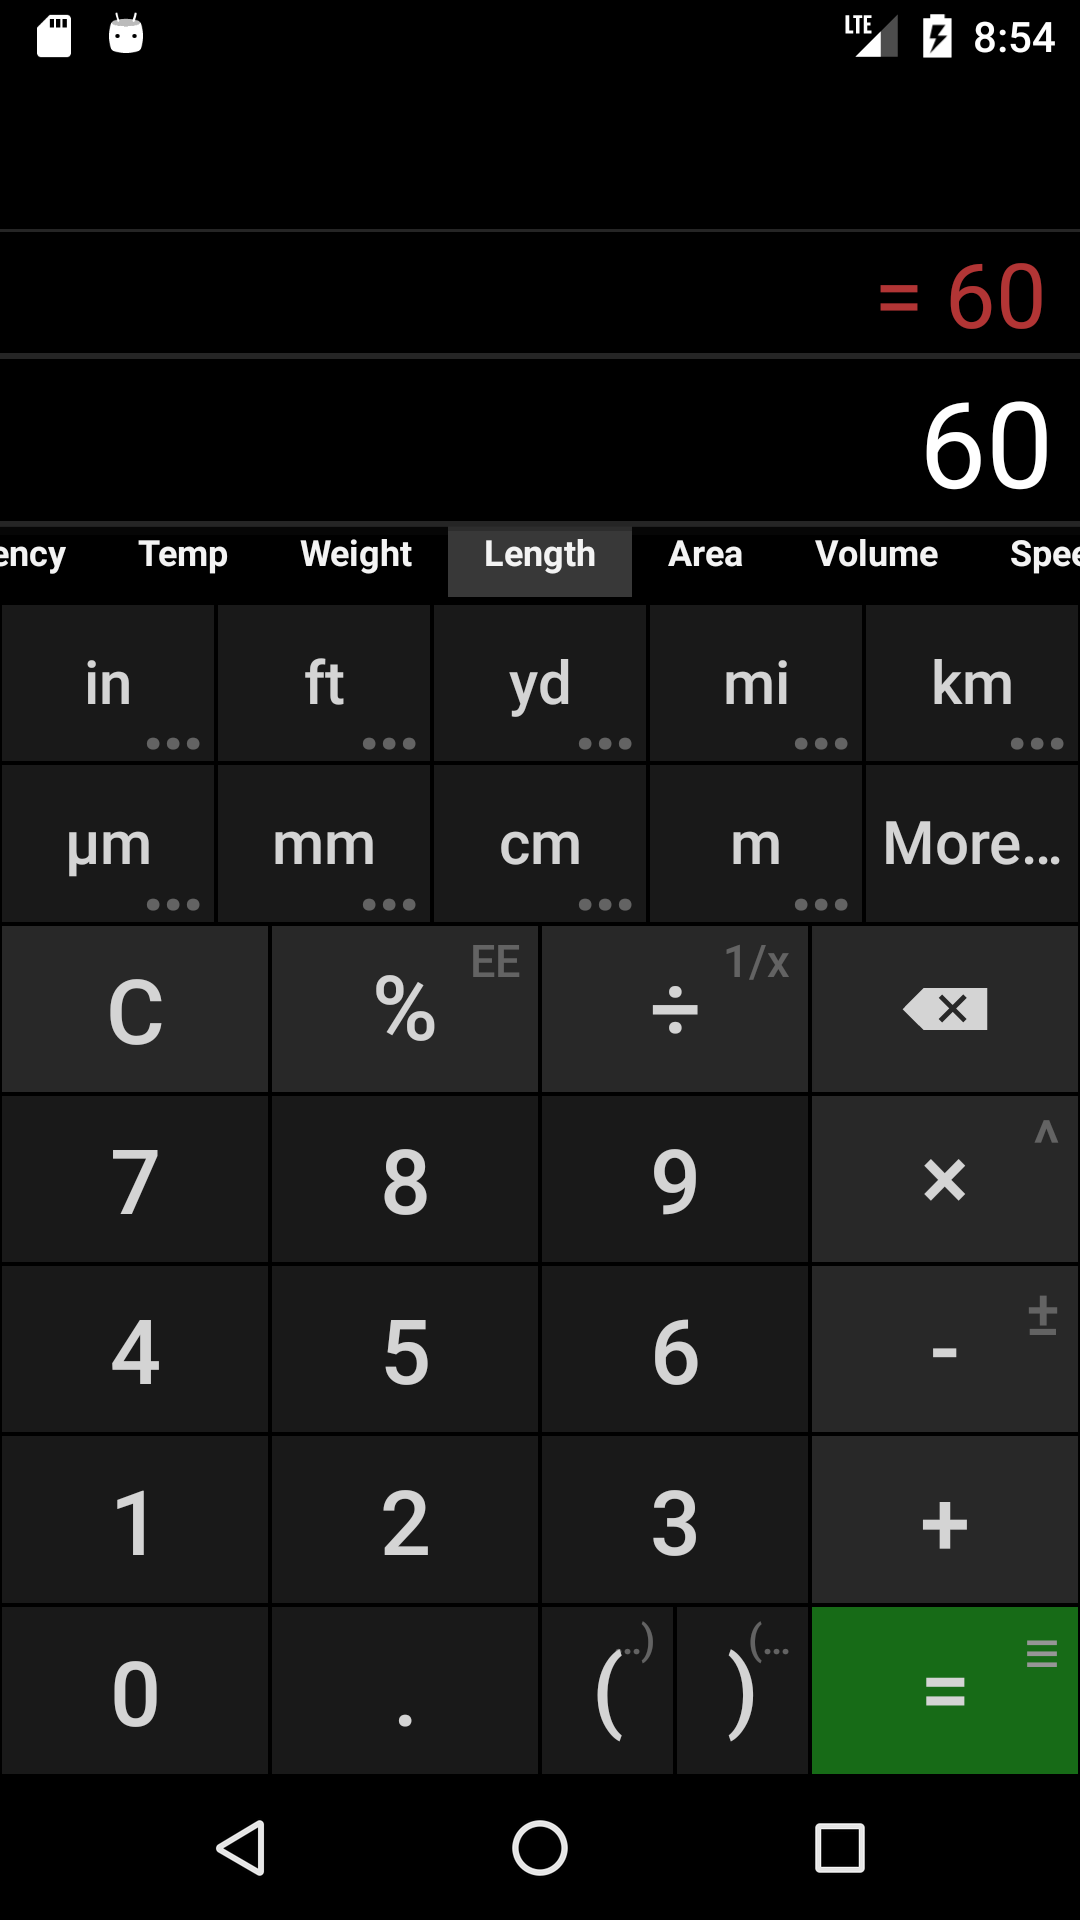 LTE 8:54
= 60
60
ency Temp Weight Length Area Volume Spee
in ft yd mi km
µm mm cm m More...
C % EE ÷ 1/x
7 8 9 × ^
4 5 6 - ±
1 2 3 +
0 . ( ..) ) (... =